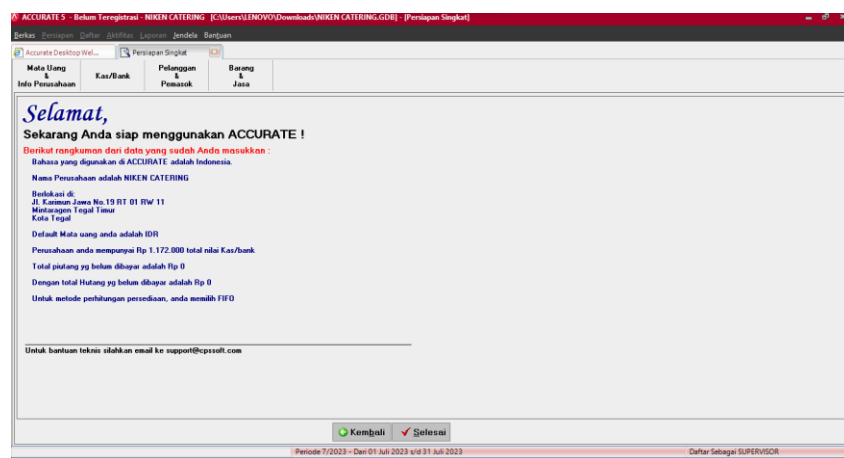 ACCURATE 5 - Belum Teregistrasi - NIKEN CATERING [C:\Users\LENOVO\Downloads\NIKEN CATERING.GDB] - [Persiapan Singkat]
Berkas Persiapan Daftar Aktifitas Laporan Jendela Bantuan
Accurate Desktop Wel... Persiapan Singkat
Mata Uang & Info Perusahaan
Kas/Bank
Pelanggan & Pemasok
Barang & Jasa
Selamat,
Sekarang Anda siap menggunakan ACCURATE !
Berikut rangkuman dari data yang sudah Anda masukkan :
Bahasa yang digunakan di ACCURATE adalah Indonesia.
Nama Perusahaan adalah NIKEN CATERING
Berlokasi di:
Jl. Karimun Jawa No.19 RT 01 RW 11
Mintaragen Tegal Timur
Kota Tegal
Default Mata uang anda adalah IDR
Perusahaan anda mempunyai Rp 1.172.000 total nilai Kas/bank
Total piutang yg belum dibayar adalah Rp 0
Dengan total Hutang yg belum dibayar adalah Rp 0
Untuk metode perhitungan persediaan, anda memilih FIFO
Untuk bantuan teknis silahkan email ke support@cpssoft.com
Kembali Selesai
Periode 7/2023 - Dari 01 Juli 2023 s/d 31 Juli 2023 Daftar Sebagai SUPERVISOR